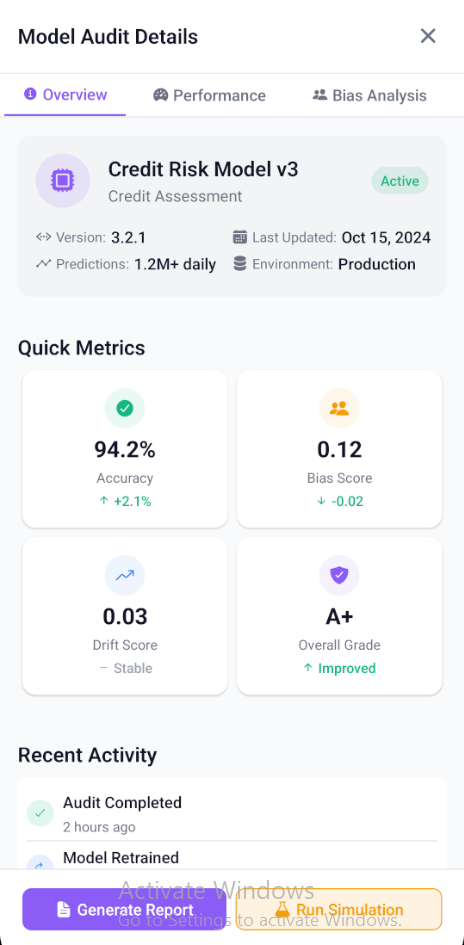 Model Audit Details
Overview Performance Bias Analysis
Credit Risk Model v3
Credit Assessment
Active
Version: 3.2.1 Last Updated: Oct 15, 2024
Predictions: 1.2M+ daily Environment: Production
Quick Metrics
94.2%
Accuracy
↑ +2.1%
0.12
Bias Score
↓ -0.02
0.03
Drift Score
– Stable
A+
Overall Grade
↑ Improved
Recent Activity
Audit Completed
2 hours ago
Model Retrained
Activate Windows
Generate Report Run Simulation
Go to Settings to activate Windows.